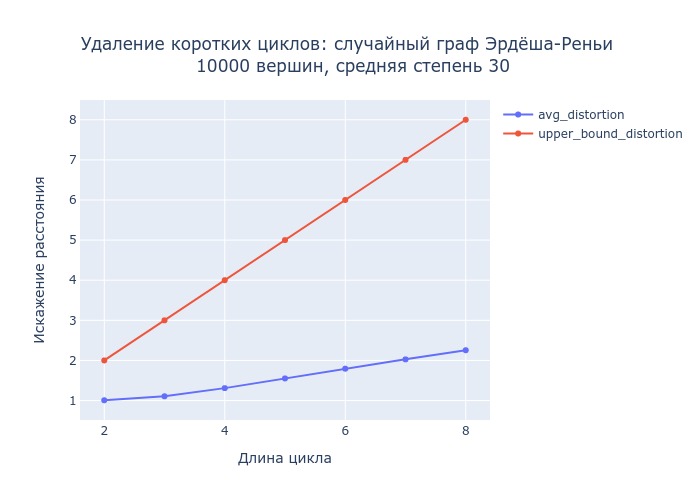 Удаление коротких циклов: случайный граф Эрдёша-Реньи
10000 вершин, средняя степень 30
avg_distortion
upper_bound_distortion
Искажение расстояния
8
7
6
5
4
3
2
1
2 4 6 8
Длина цикла